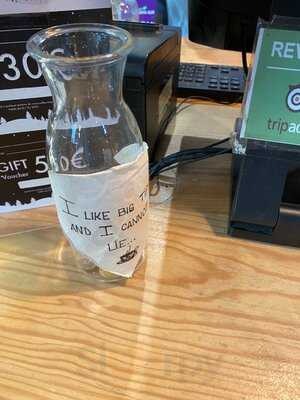 30€
GIFT 50€
Voucher
I LIKE BIG
AND I CANNO
LIE...
REV
tripad